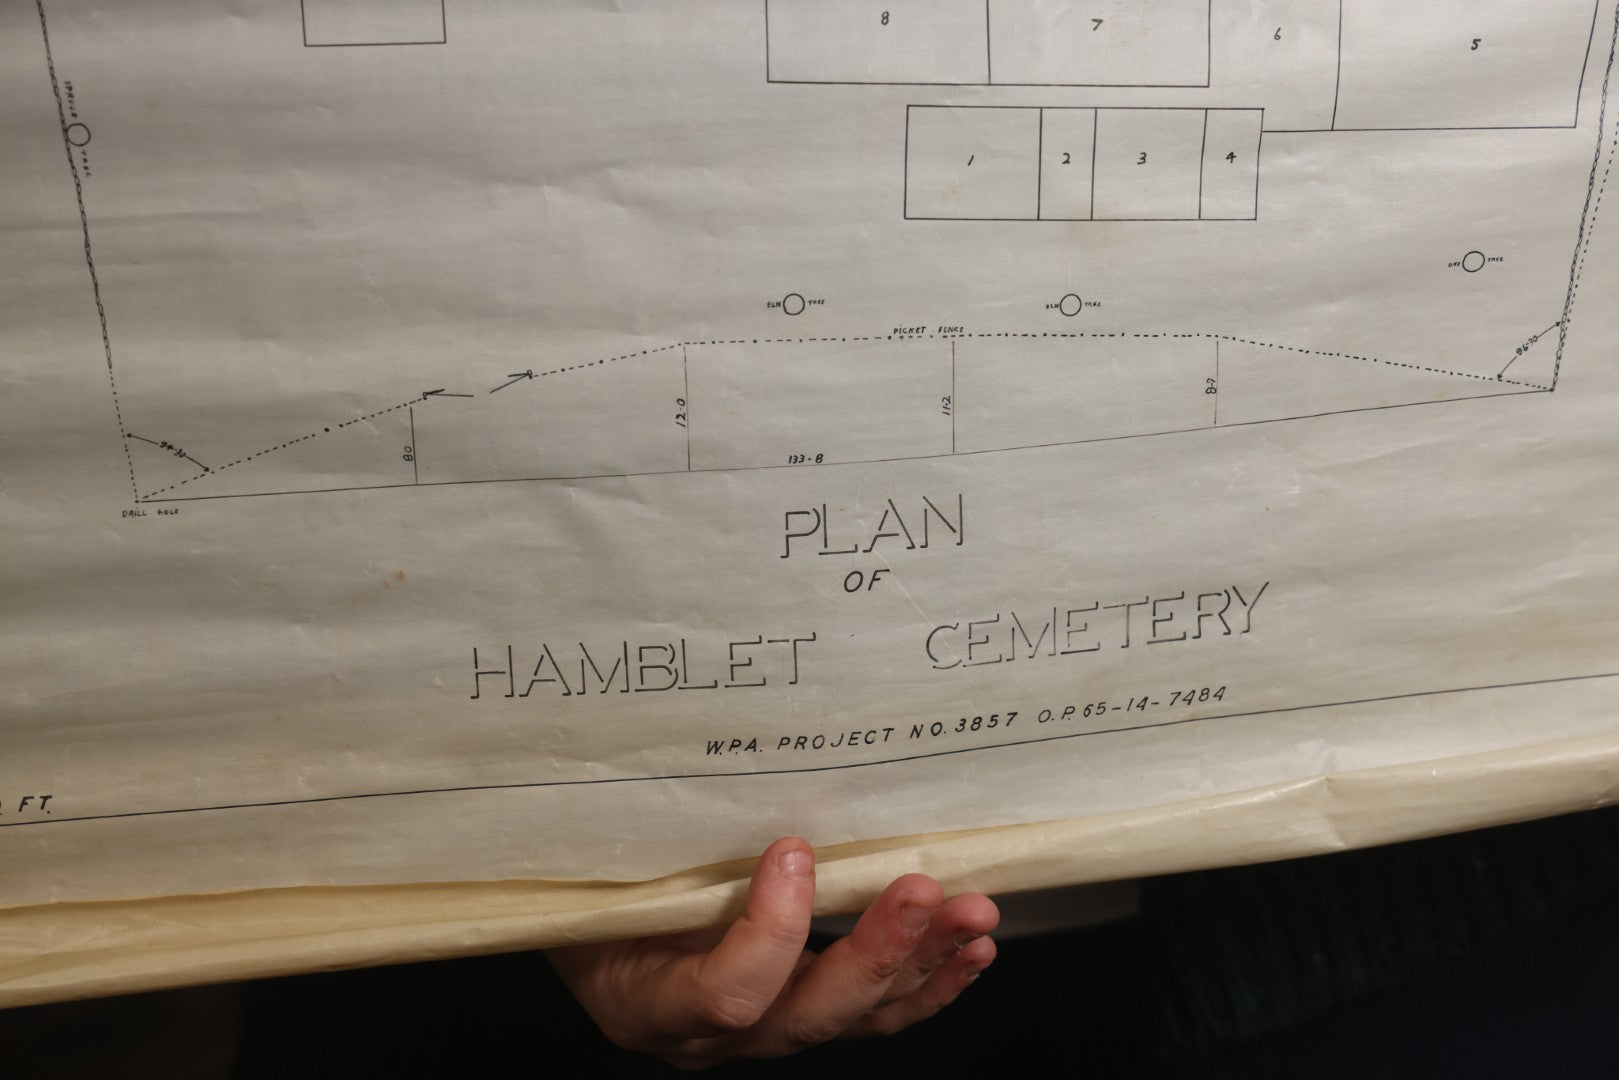 8
7
6
5
SPRUCE TREE
1
2
3
4
OAK TREE
ELM TREE
ELM TREE
PICKET FENCE
96-30
94-30
8.0
12.0
11.2
8.7
133-8
DRILL HOLE
PLAN
OF
HAMBLET CEMETERY
W.P.A. PROJECT NO. 3857 O.P. 65-14-7484
FT.